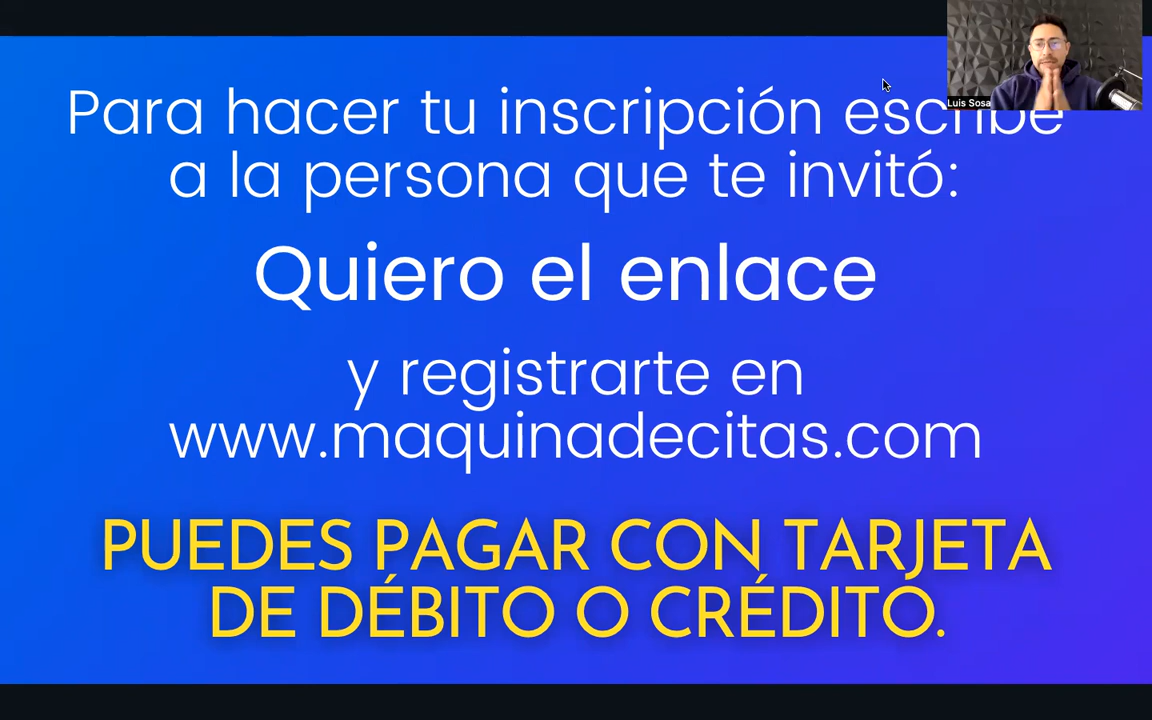 Luis Sosa
Para hacer tu inscripción escribe
a la persona que te invitó:
Quiero el enlace
y registrarte en
www.maquinadecitas.com
PUEDES PAGAR CON TARJETA
DE DÉBITO O CRÉDITO.